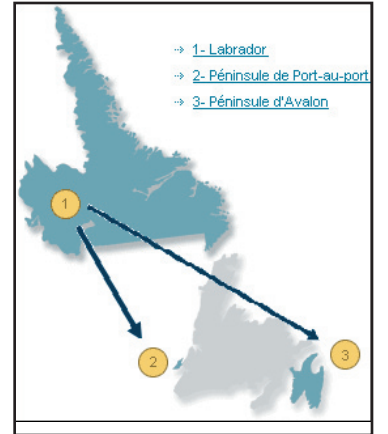 1- Labrador
2- Péninsule de Port-au-port
3- Péninsule d'Avalon
1
2
3